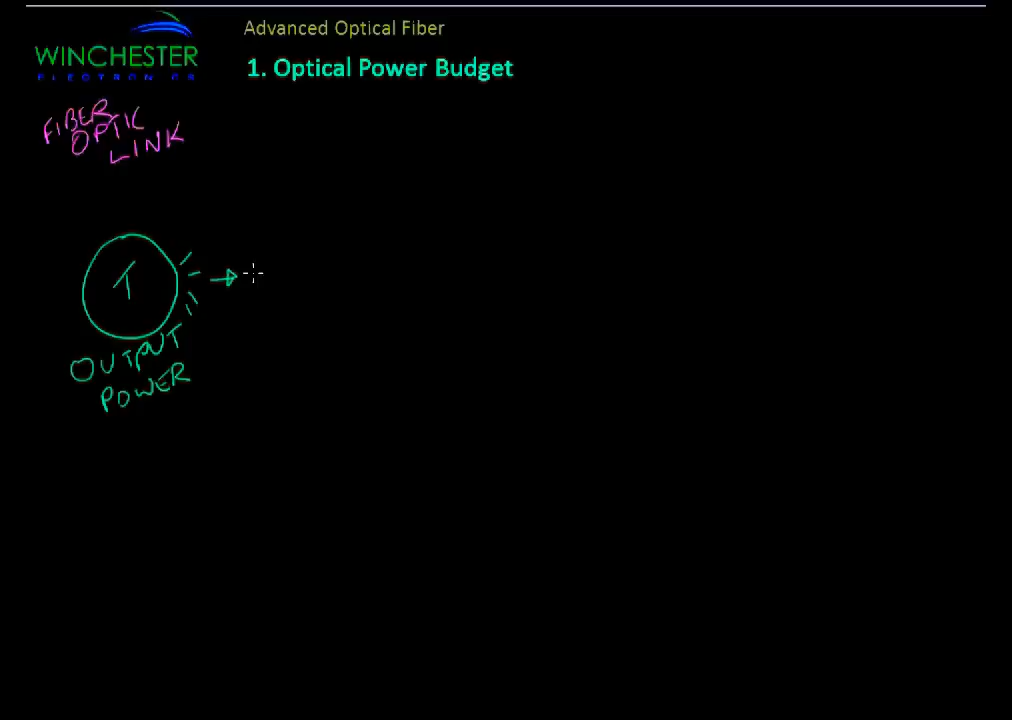 Advanced Optical Fiber
WINCHESTER
ELECTRONICS
1. Optical Power Budget
FIBER
OPTIC
LINK
T
OUTPUT
POWER